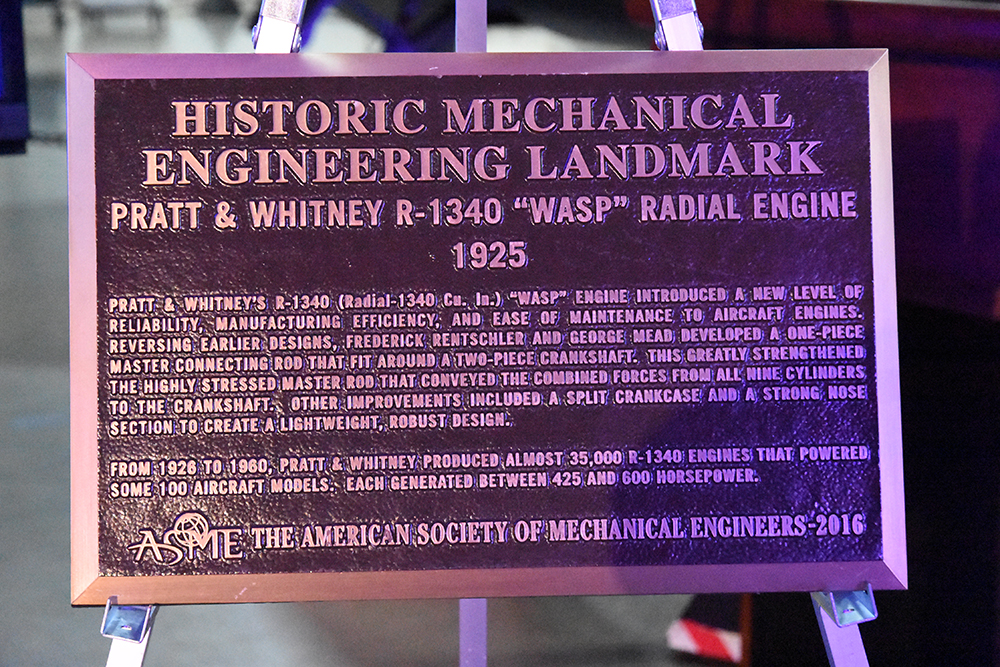 HISTORIC MECHANICAL
ENGINEERING LANDMARK
PRATT & WHITNEY R-1340 “WASP” RADIAL ENGINE
1925
PRATT & WHITNEY'S R-1340 (Radial-1340 Cu. In.) “WASP” ENGINE INTRODUCED A NEW LEVEL OF
RELIABILITY, MANUFACTURING EFFICIENCY, AND EASE OF MAINTENANCE TO AIRCRAFT ENGINES.
REVERSING EARLIER DESIGNS, FREDERICK RENTSCHLER AND GEORGE MEAD DEVELOPED A ONE-PIECE
MASTER CONNECTING ROD THAT FIT AROUND A TWO-PIECE CRANKSHAFT. THIS GREATLY STRENGTHENED
THE HIGHLY STRESSED MASTER ROD THAT CONVEYED THE COMBINED FORCES FROM ALL NINE CYLINDERS
TO THE CRANKSHAFT. OTHER IMPROVEMENTS INCLUDED A SPLIT CRANKCASE AND A STRONG NOSE
SECTION TO CREATE A LIGHTWEIGHT, ROBUST DESIGN.
FROM 1926 TO 1960, PRATT & WHITNEY PRODUCED ALMOST 35,000 R-1340 ENGINES THAT POWERED
SOME 100 AIRCRAFT MODELS. EACH GENERATED BETWEEN 425 AND 600 HORSEPOWER.
ASME THE AMERICAN SOCIETY OF MECHANICAL ENGINEERS-2016